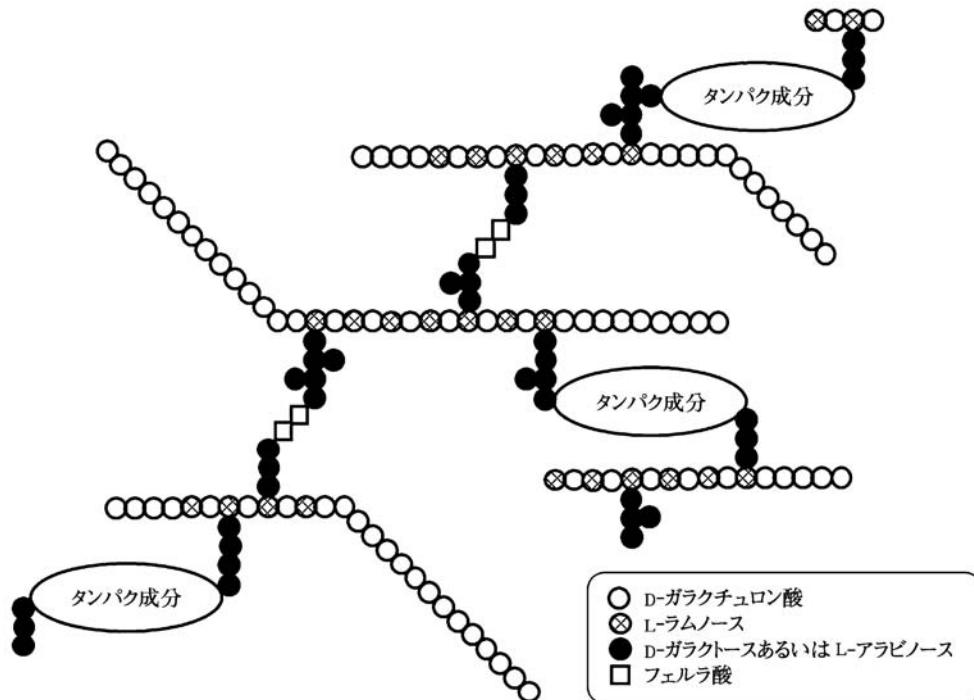 タンパク成分
タンパク成分
タンパク成分
D-ガラクチュロン酸
L-ラムノース
D-ガラクトースあるいは L-アラビノース
フェルラ酸